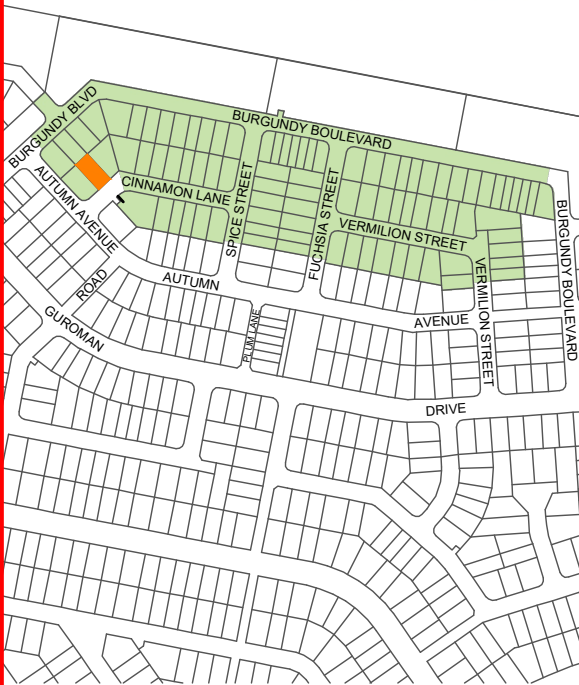 BURGUNDY BLVD
BURGUNDY BOULEVARD
CINNAMON LANE
SPICE STREET
FUCHSIA STREET
VERMILION STREET
AUTUMN AVENUE
BURGUNDY BOULEVARD
VERMILION STREET
ROAD
AUTUMN
AVENUE
PLUM LANE
GUROMAN
DRIVE